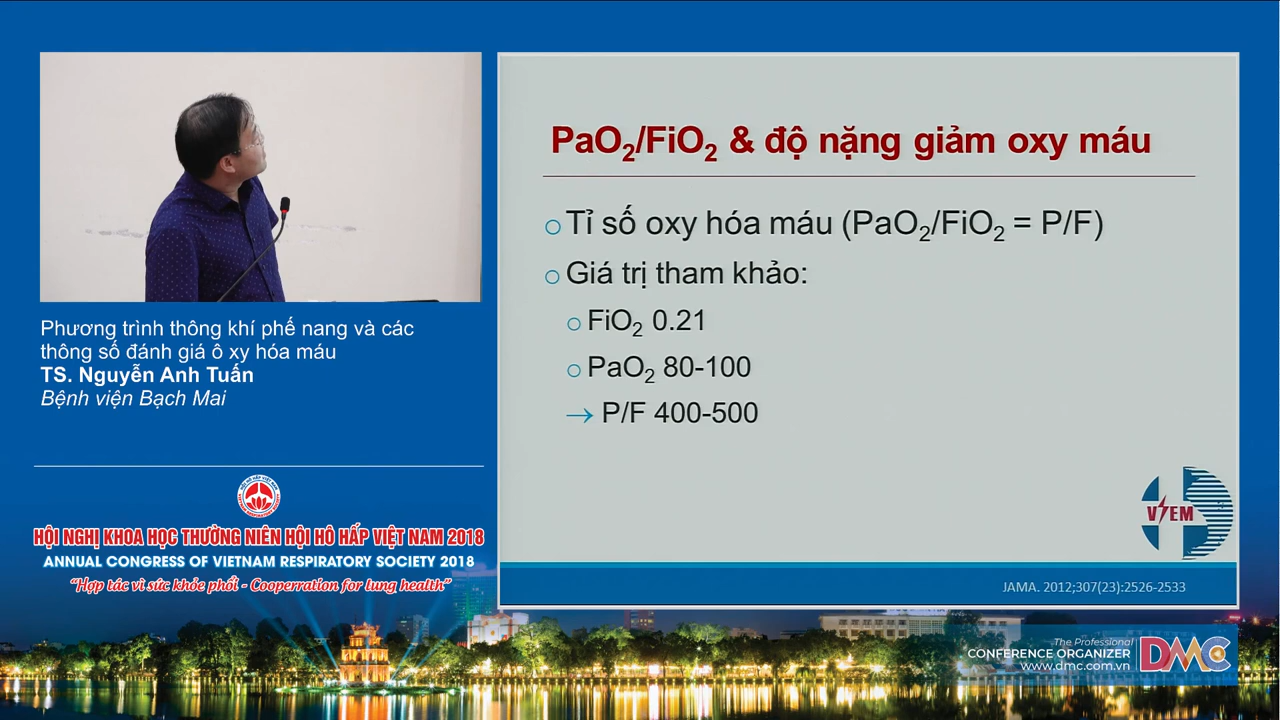 PaO₂/FiO₂ & độ nặng giảm oxy máu
Tỉ số oxy hóa máu (PaO₂/FiO₂ = P/F)
Giá trị tham khảo:
FiO₂ 0.21
PaO₂ 80-100
→ P/F 400-500
VSEM
JAMA. 2012;307(23):2526-2533
Phương trình thông khí phế nang và các
thông số đánh giá ô xy hóa máu
TS. Nguyễn Anh Tuấn
Bệnh viện Bạch Mai
HỘI NGHỊ KHOA HỌC THƯỜNG NIÊN HỘI HÔ HẤP VIỆT NAM 2018
ANNUAL CONGRESS OF VIETNAM RESPIRATORY SOCIETY 2018
"Hợp tác vì sức khỏe phổi - Cooperration for lung health"
The Professional
CONFERENCE ORGANIZER
www.dmc.com.vn
DMC